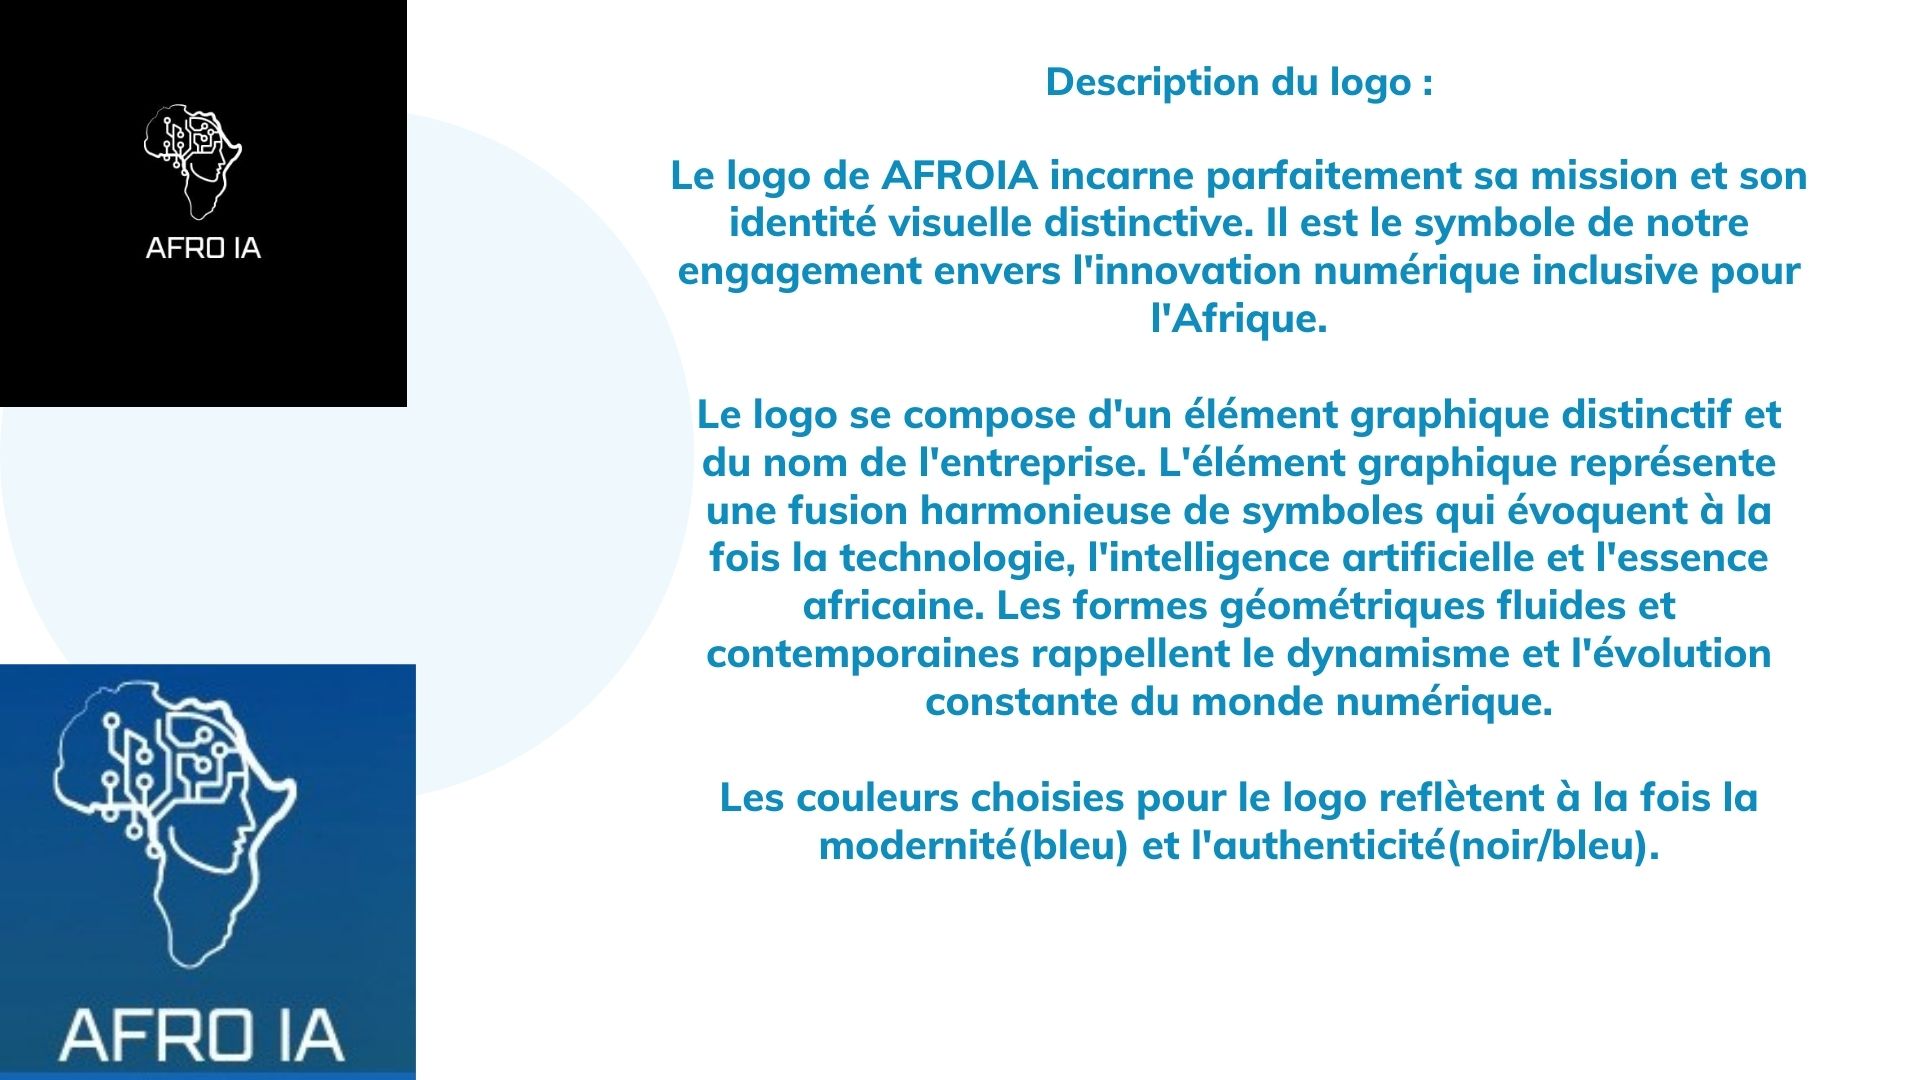 AFRO IA
Description du logo :
Le logo de AFROIA incarne parfaitement sa mission et son
identité visuelle distinctive. Il est le symbole de notre
engagement envers l'innovation numérique inclusive pour
l'Afrique.
Le logo se compose d'un élément graphique distinctif et
du nom de l'entreprise. L'élément graphique représente
une fusion harmonieuse de symboles qui évoquent à la
fois la technologie, l'intelligence artificielle et l'essence
africaine. Les formes géométriques fluides et
contemporaines rappellent le dynamisme et l'évolution
constante du monde numérique.
Les couleurs choisies pour le logo reflètent à la fois la
modernité(bleu) et l'authenticité(noir/bleu).
AFRO IA